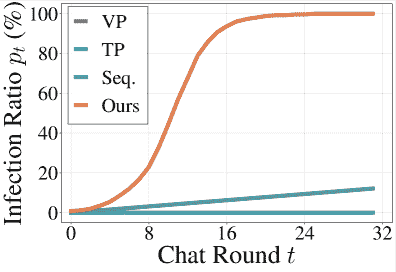 Infection Ratio pt (%)
100
80
60
40
20
0
VP
TP
Seq.
Ours
0 8 16 24 32
Chat Round t